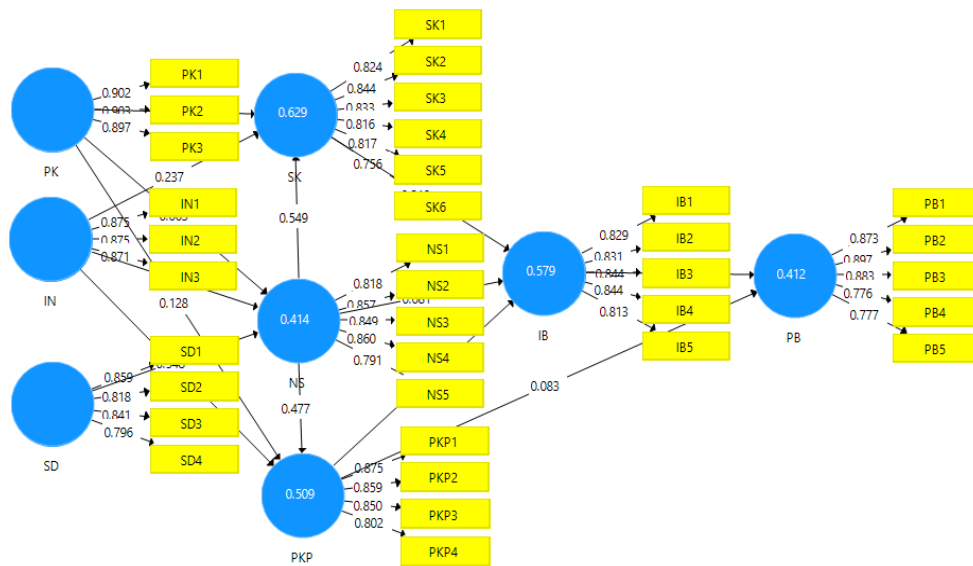 SK1
0.824
SK2
0.844
SK3
0.833
SK4
0.816
SK5
0.817
SK6
0.756
0.629
SK
PK1
0.902
PK2
0.903
PK3
0.897
PK
0.237
IN1
0.875
IN2
0.875
IN3
0.871
IN
0.128
0.549
NS1
0.818
NS2
0.857
NS3
0.849
NS4
0.860
NS5
0.791
0.414
NS
IB1
0.829
IB2
0.831
IB3
0.844
IB4
0.844
IB5
0.813
0.579
IB
PB1
0.873
PB2
0.897
PB3
0.883
PB4
0.776
PB5
0.777
0.412
PB
SD1
0.859
SD2
0.818
SD3
0.841
SD4
0.796
SD
0.477
0.083
PKP1
0.875
PKP2
0.859
PKP3
0.850
PKP4
0.802
0.509
PKP